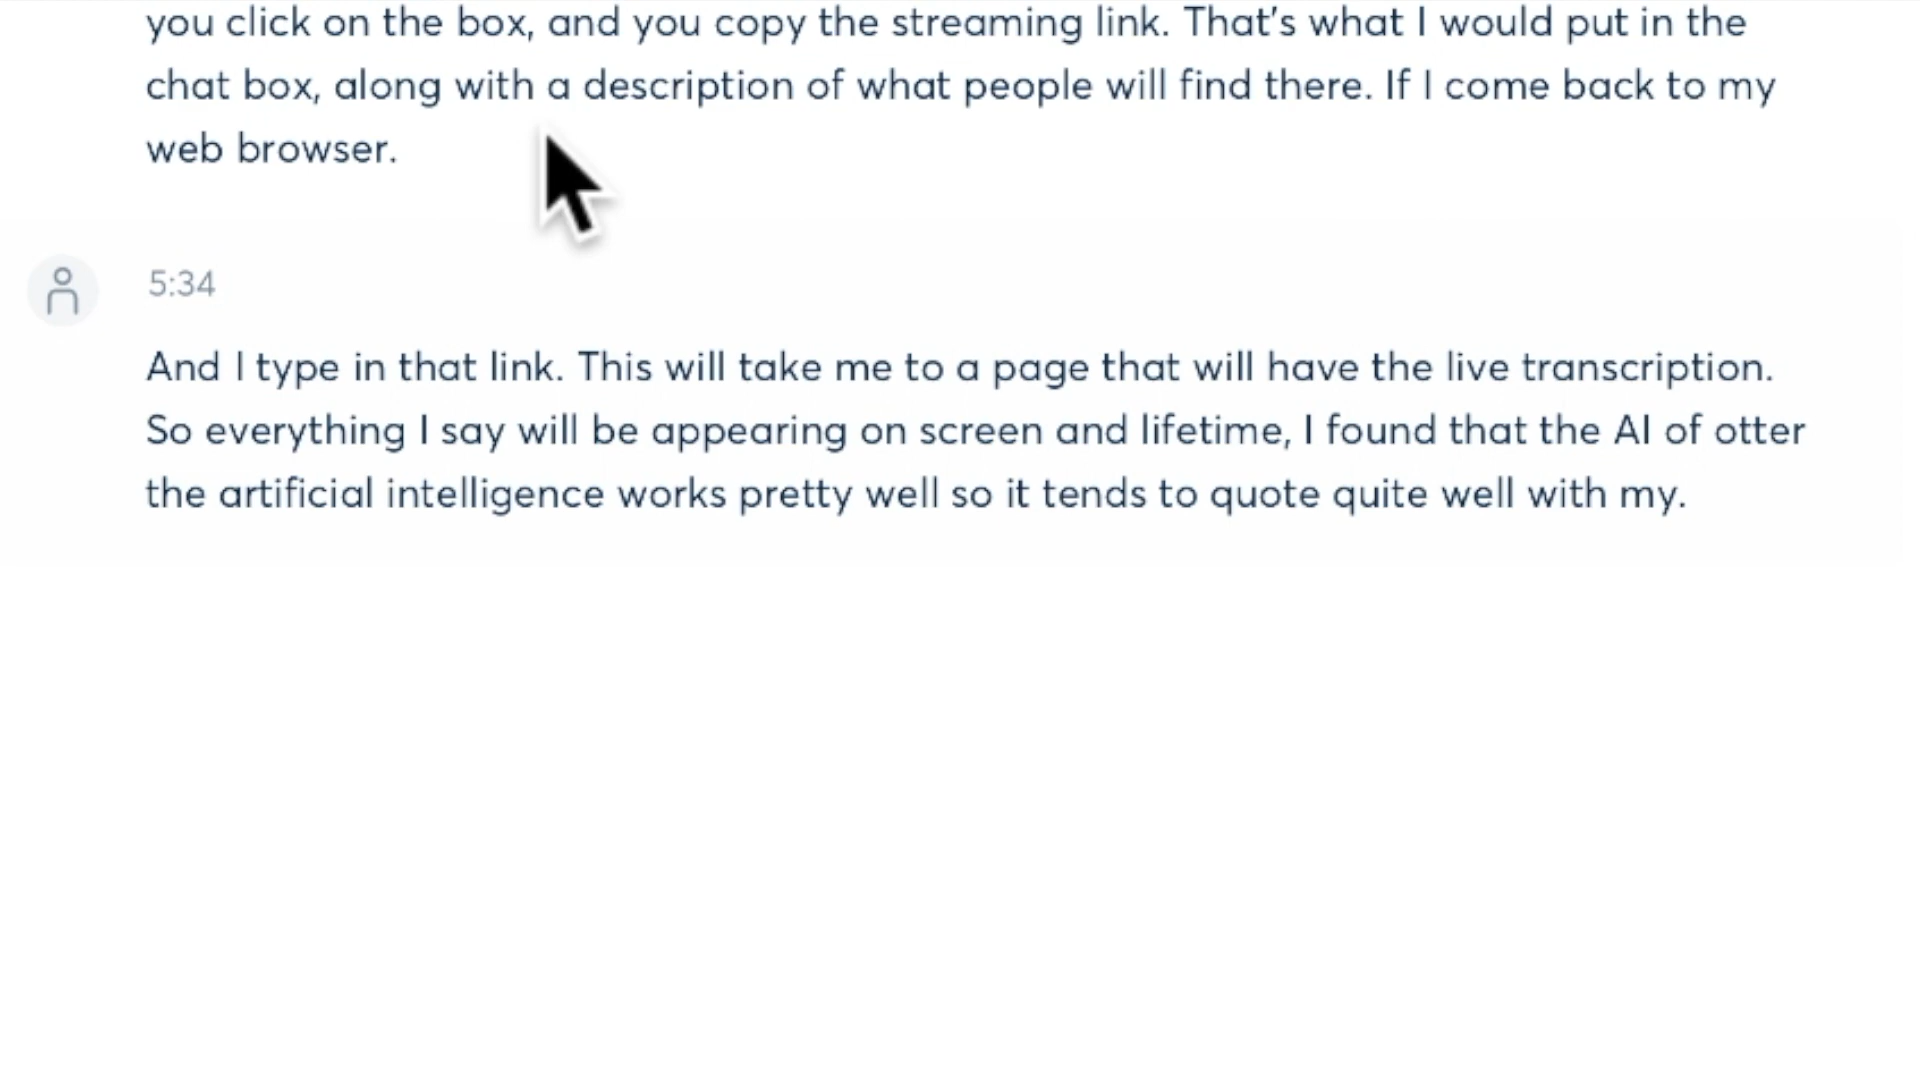 you click on the box, and you copy the streaming link. That's what I would put in the
chat box, along with a description of what people will find there. If I come back to my
web browser.
5:34
And I type in that link. This will take me to a page that will have the live transcription.
So everything I say will be appearing on screen and lifetime, I found that the AI of otter
the artificial intelligence works pretty well so it tends to quote quite well with my.